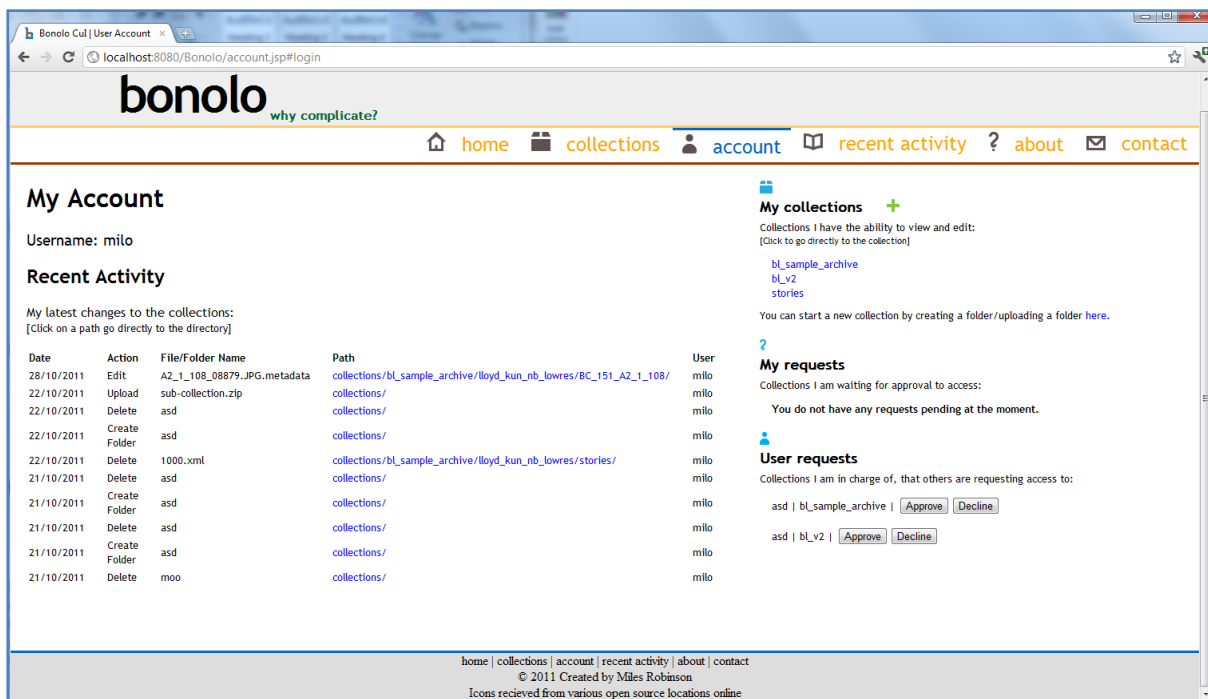 Bonolo CuI | User Account
localhost:8080/Bonolo/account.jsp#login
bonolo
why complicate?
home collections account recent activity ? about contact
My Account
Username: milo
Recent Activity
My latest changes to the collections:
[Click on a path go directly to the directory]
Date Action File/Folder Name Path User
28/10/2011 Edit A2_1_108_08879.JPG.metadata collections/bl_sample_archive/lloyd_kun_nb_lowres/BC_151_A2_1_108/ milo
22/10/2011 Upload sub-collection.zip collections/ milo
22/10/2011 Delete asd collections/ milo
22/10/2011 Create Folder asd collections/ milo
22/10/2011 Delete 1000.xml collections/bl_sample_archive/lloyd_kun_nb_lowres/stories/ milo
21/10/2011 Delete asd collections/ milo
21/10/2011 Create Folder asd collections/ milo
21/10/2011 Delete asd collections/ milo
21/10/2011 Create Folder asd collections/ milo
21/10/2011 Delete moo collections/ milo
My collections
Collections I have the ability to view and edit:
[Click to go directly to the collection]
bl_sample_archive
bl_v2
stories
You can start a new collection by creating a folder/uploading a folder here.
?
My requests
Collections I am waiting for approval to access:
You do not have any requests pending at the moment.
User requests
Collections I am in charge of, that others are requesting access to:
asd | bl_sample_archive | Approve Decline
asd | bl_v2 | Approve Decline
home | collections | account | recent activity | about | contact
© 2011 Created by Miles Robinson
Icons recieved from various open source locations online